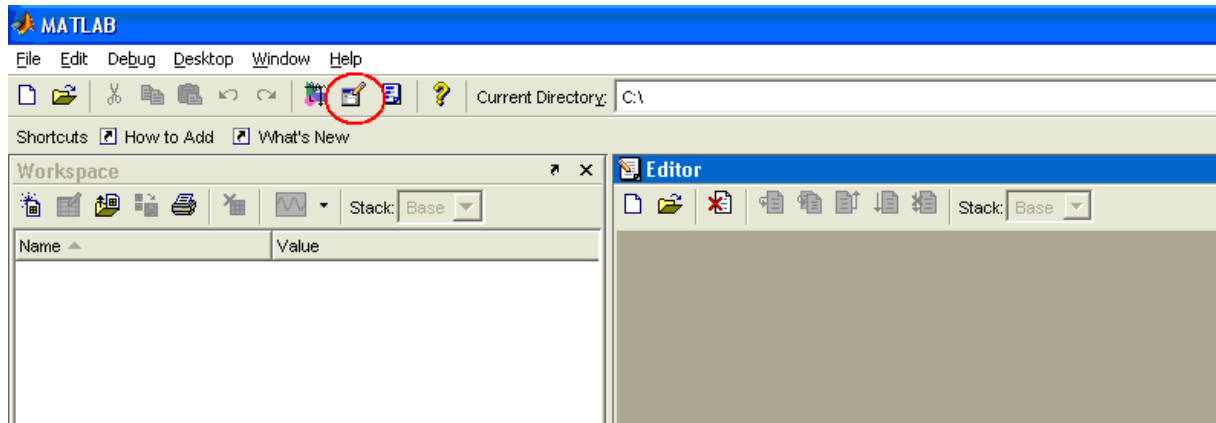 MATLAB
File Edit Debug Desktop Window Help
Current Directory: C:\
Shortcuts How to Add What's New
Workspace
Editor
Stack: Base
Stack: Base
Name Value